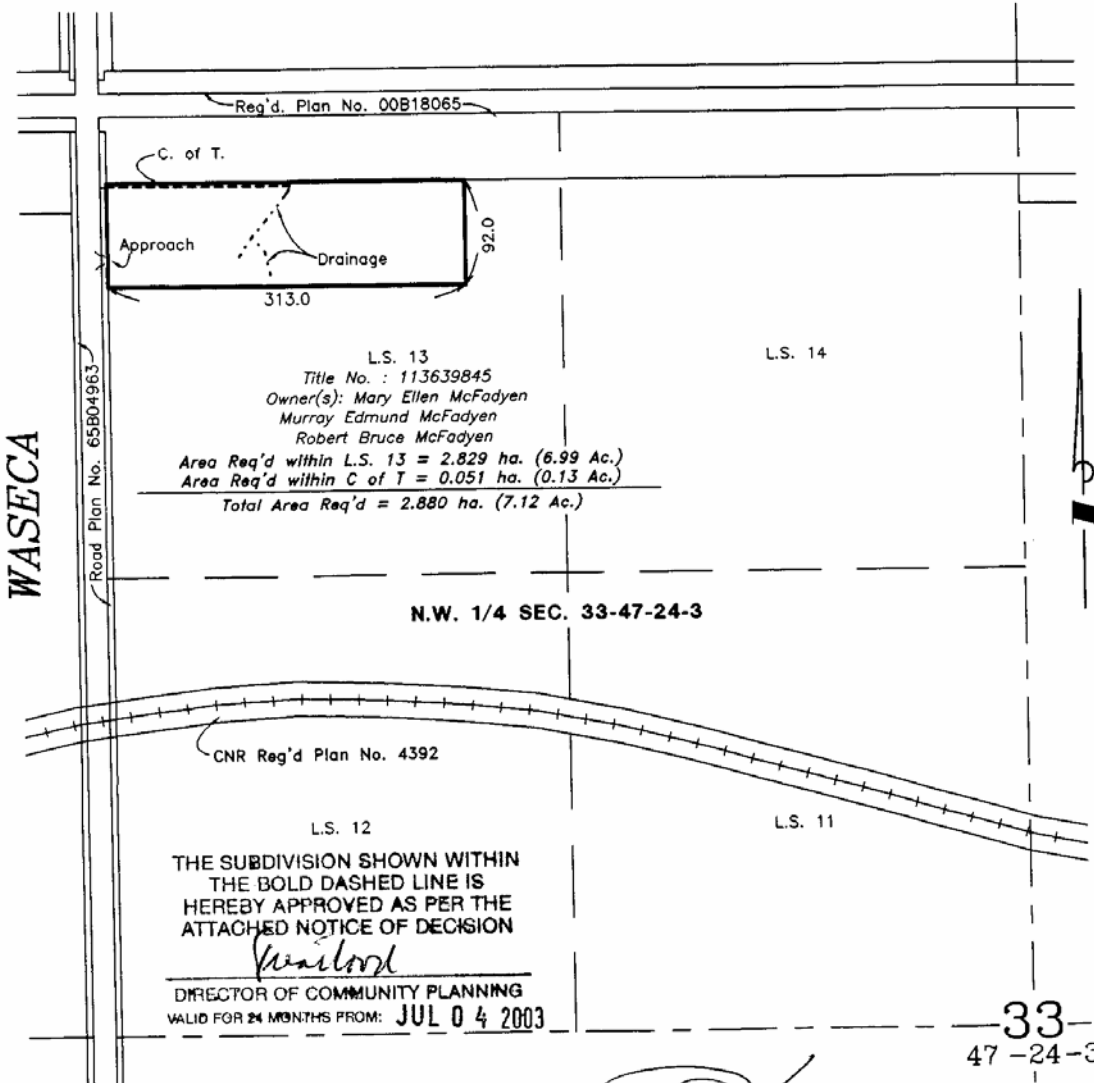 Reg'd. Plan No. 00B18065
C. of T.
Approach
Drainage
92.0
313.0
L.S. 13
Title No. : 113639845
Owner(s): Mary Ellen McFadyen
Murray Edmund McFadyen
Robert Bruce McFadyen
Area Req'd within L.S. 13 = 2.829 ha. (6.99 Ac.)
Area Req'd within C of T = 0.051 ha. (0.13 Ac.)
Total Area Req'd = 2.880 ha. (7.12 Ac.)
L.S. 14
WASECA
Road Plan No. 65B04963
N.W. 1/4 SEC. 33-47-24-3
CNR Reg'd Plan No. 4392
L.S. 12
L.S. 11
THE SUBDIVISION SHOWN WITHIN
THE BOLD DASHED LINE IS
HEREBY APPROVED AS PER THE
ATTACHED NOTICE OF DECISION
DIRECTOR OF COMMUNITY PLANNING
VALID FOR 24 MONTHS FROM: JUL 04 2003
33
47-24-3